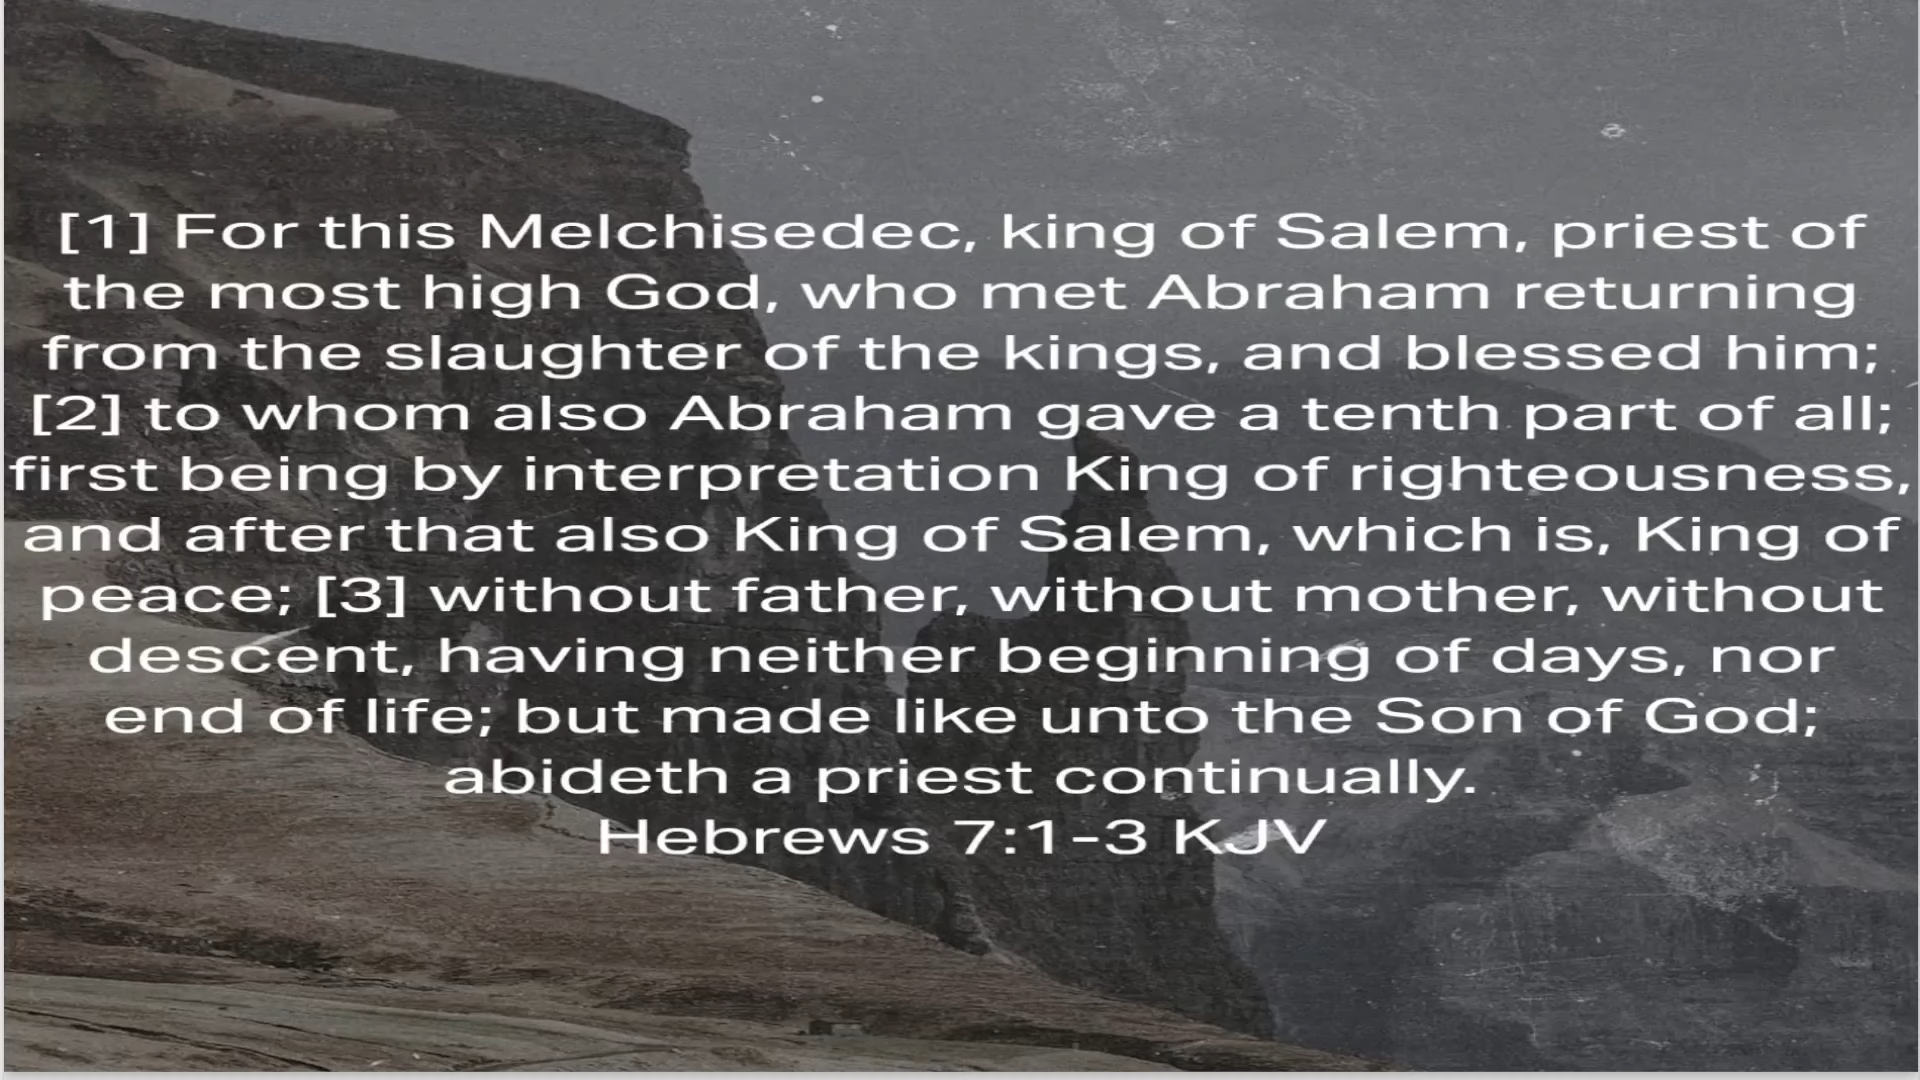 [1] For this Melchisedec, king of Salem, priest of
the most high God, who met Abraham returning
from the slaughter of the kings, and blessed him;
[2] to whom also Abraham gave a tenth part of all;
first being by interpretation King of righteousness,
and after that also King of Salem, which is, King of
peace; [3] without father, without mother, without
descent, having neither beginning of days, nor
end of life; but made like unto the Son of God;
abideth a priest continually.
Hebrews 7:1-3 KJV